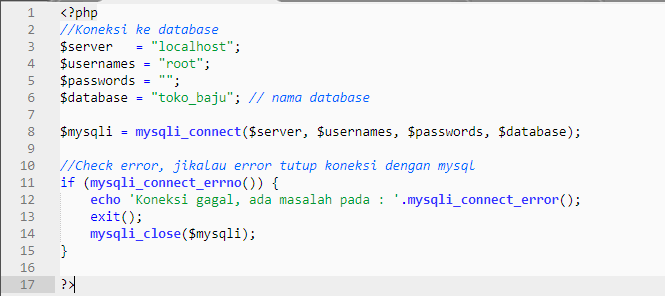 1 <?php
2 //Koneksi ke database
3 $server   = "localhost";
4 $usernames = "root";
5 $passwords = "";
6 $database = "toko_baju"; // nama database
7
8 $mysqli = mysqli_connect($server, $usernames, $passwords, $database);
9
10 //Check error, jikalau error tutup koneksi dengan mysql
11 if (mysqli_connect_errno()) {
12     echo 'Koneksi gagal, ada masalah pada : '.mysqli_connect_error();
13     exit();
14     mysqli_close($mysqli);
15 }
16
17 ?>